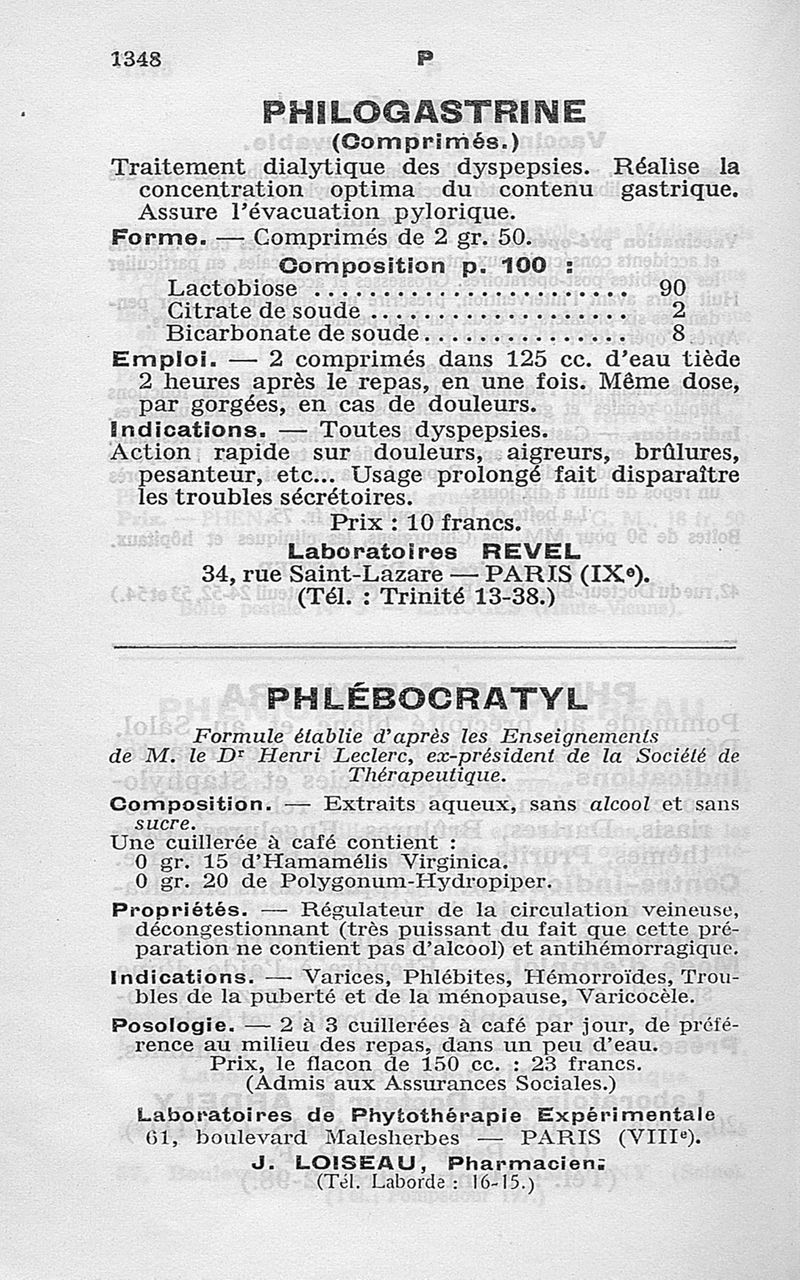 1348
P
PHILOGASTRINE
(Comprimés.)
Traitement dialytique des dyspepsies. Réalise la
concentration optima du contenu gastrique.
Assure l'évacuation pylorique.
Forme. — Comprimés de 2 gr. 50.
Composition p. 100 :
Lactobiose ........................ 90
Citrate de soude ................... 2
Bicarbonate de soude ............... 8
Emploi. — 2 comprimés dans 125 cc. d'eau tiède
2 heures après le repas, en une fois. Même dose,
par gorgées, en cas de douleurs.
Indications. — Toutes dyspepsies.
Action rapide sur douleurs, aigreurs, brûlures,
pesanteur, etc... Usage prolongé fait disparaître
les troubles sécrétoires.
Prix : 10 francs.
Laboratoires REVEL
34, rue Saint-Lazare — PARIS (IXe).
(Tél. : Trinité 13-38.)
PHLÉBOCRATYL
Formule établie d'après les Enseignements
de M. le Dr Henri Leclerc, ex-président de la Société de
Thérapeutique.
Composition. — Extraits aqueux, sans alcool et sans
sucre.
Une cuillerée à café contient :
0 gr. 15 d'Hamamélis Virginica.
0 gr. 20 de Polygonum-Hydropiper.
Propriétés. — Régulateur de la circulation veineuse,
décongestionnant (très puissant du fait que cette pré-
paration ne contient pas d'alcool) et antihémorragique.
Indications. — Varices, Phlébites, Hémorroïdes, Trou-
bles de la puberté et de la ménopause, Varicocèle.
Posologie. — 2 à 3 cuillerées à café par jour, de préfé-
rence au milieu des repas, dans un peu d'eau.
Prix, le flacon de 150 cc. : 23 francs.
(Admis aux Assurances Sociales.)
Laboratoires de Phytothérapie Expérimentale
61, boulevard Malesherbes — PARIS (VIIIe).
J. LOISEAU, Pharmacien:
(Tél. Laborde : 16-15.)